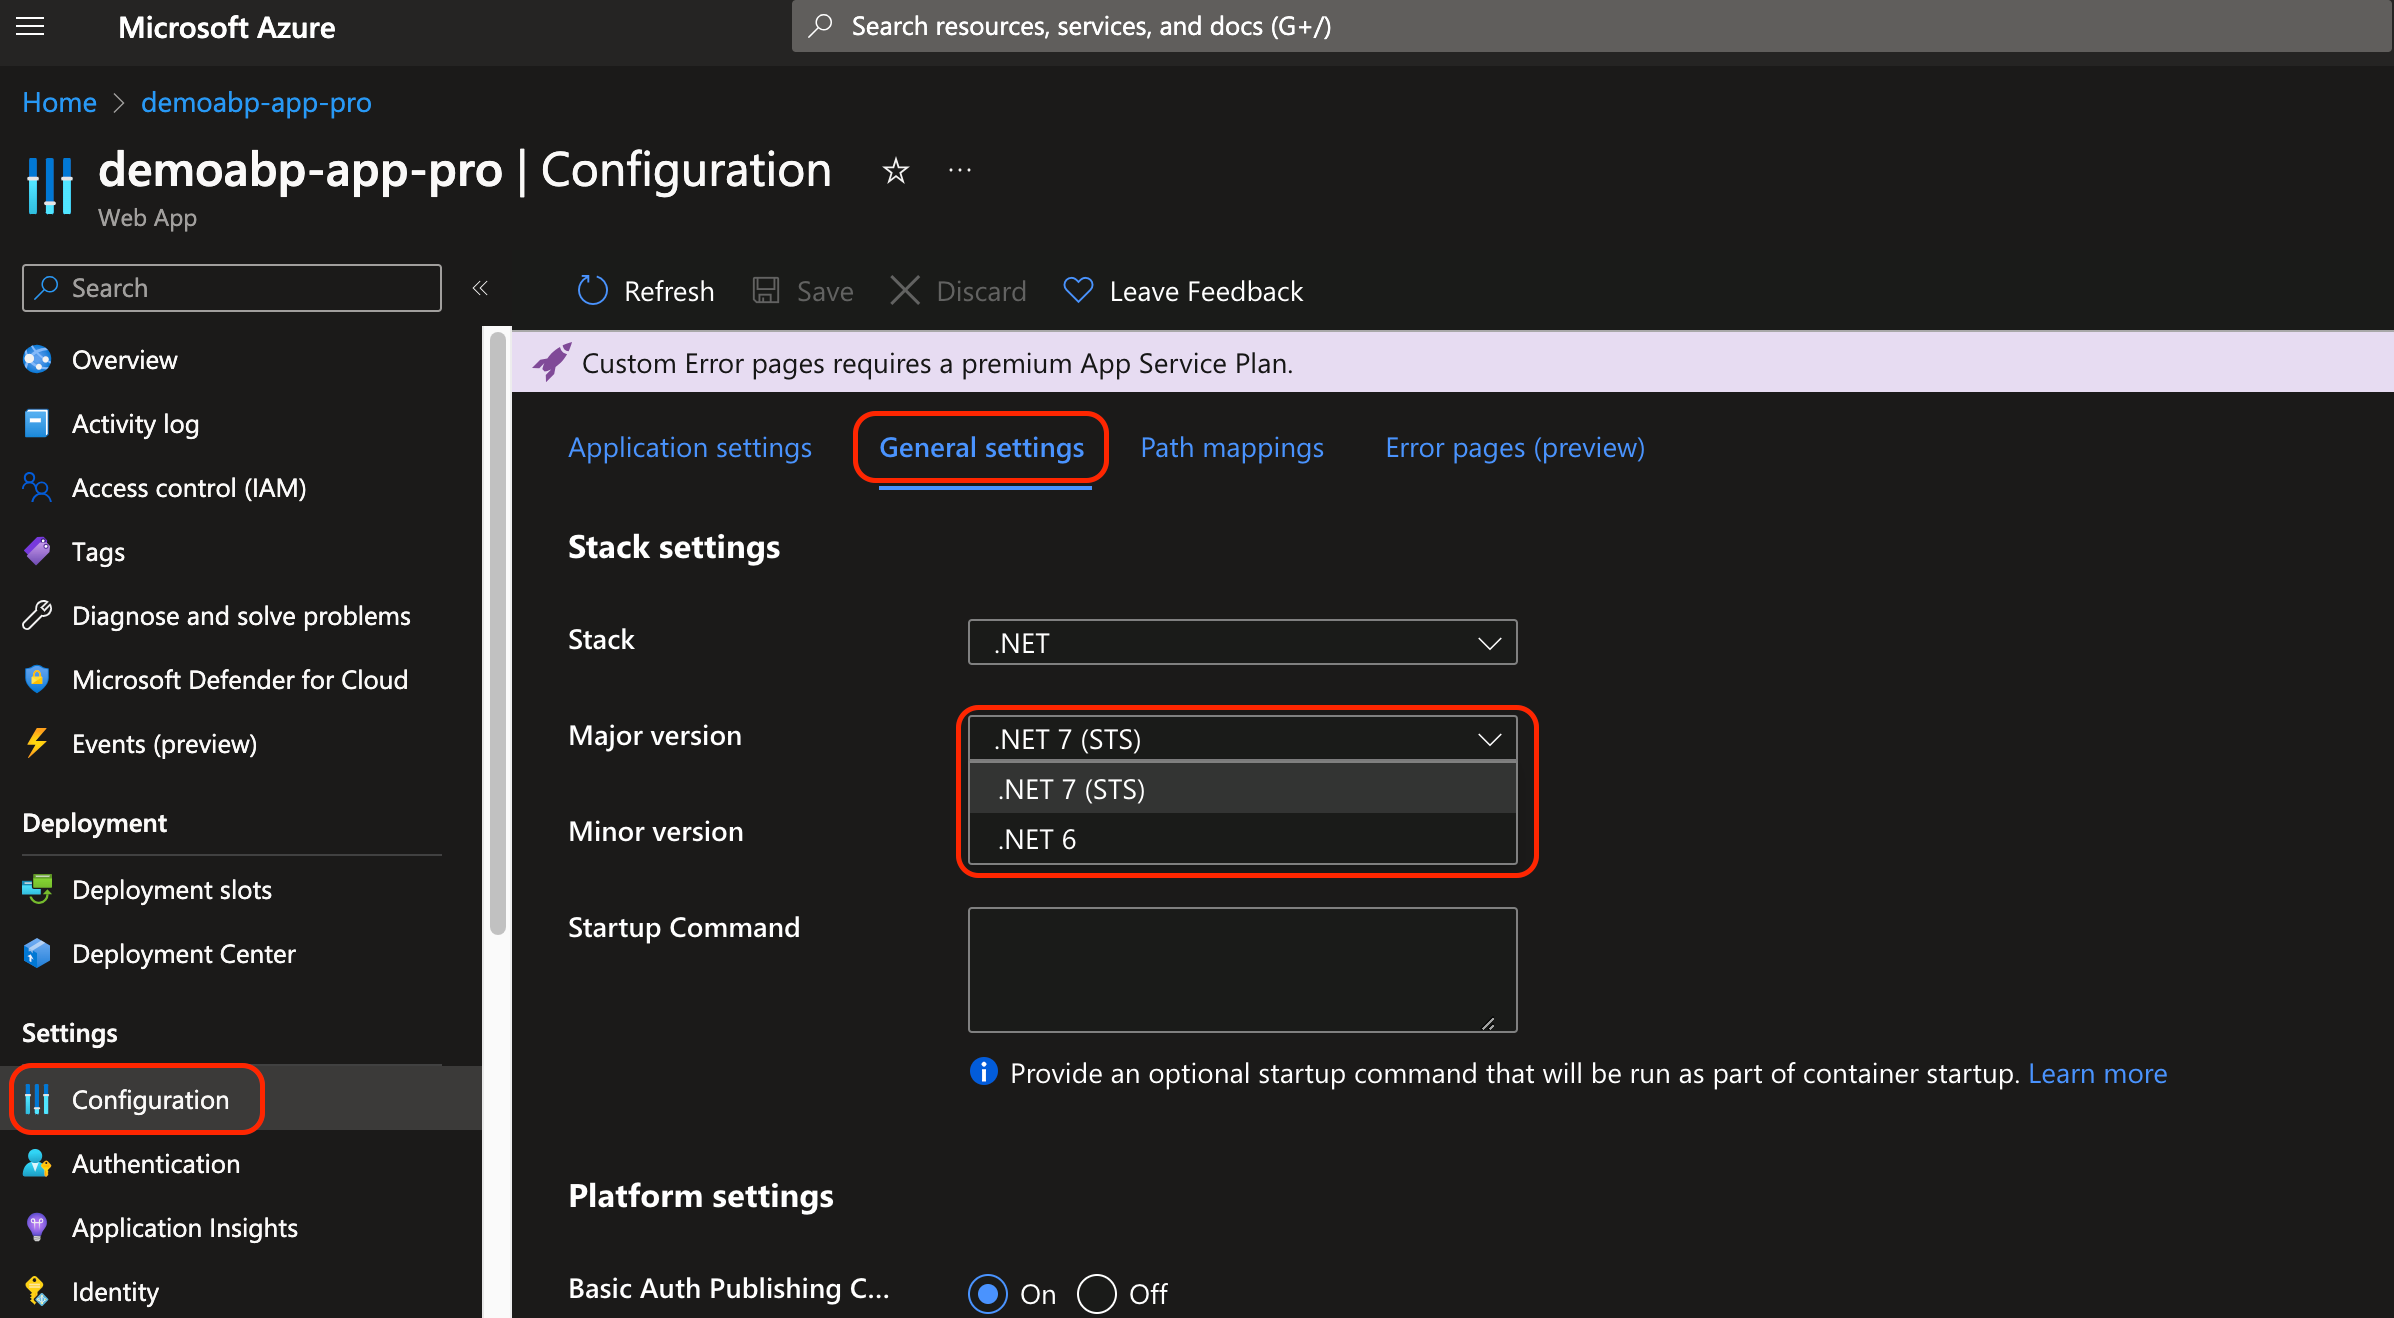 Microsoft Azure
Search resources, services, and docs (G+/)
Home > demoabp-app-pro
demoabp-app-pro | Configuration
Web App
Search
Overview
Activity log
Access control (IAM)
Tags
Diagnose and solve problems
Microsoft Defender for Cloud
Events (preview)
Deployment
Deployment slots
Deployment Center
Settings
Configuration
Authentication
Application Insights
Identity
Refresh Save Discard Leave Feedback
Custom Error pages requires a premium App Service Plan.
Application settings General settings Path mappings Error pages (preview)
Stack settings
Stack .NET
Major version .NET 7 (STS)
.NET 7 (STS)
Minor version
.NET 6
Startup Command
Provide an optional startup command that will be run as part of container startup. Learn more
Platform settings
Basic Auth Publishing C... On Off